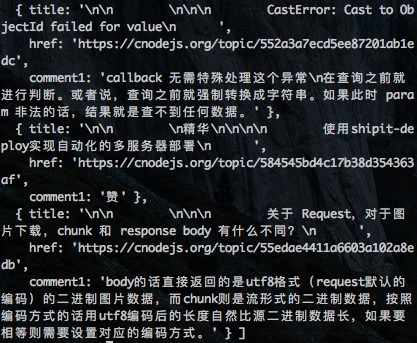 { title: '\n\n        \n\n\n        CastError: Cast to Ob
jectId failed for value\n      ',
href: 'https://cnodejs.org/topic/552a3a7ecd5ee87201ab1e
dc',
comment1: 'callback 无需特殊处理这个异常\n在查询之前就
进行判断。或者说，查询之前就强制转换成字符串。如果此时 para
m 非法的话，结果就是查不到任何数据。' },
{ title: '\n\n        \n精华\n\n\n\n        使用shipit-de
ploy实现自动化的多服务器部署\n      ',
href: 'https://cnodejs.org/topic/584545bd4c17b38d354363
af',
comment1: '赞' },
{ title: '\n\n        \n\n\n        关于 Request，对于图
片下载，chunk 和 response body 有什么不同？\n      ',
href: 'https://cnodejs.org/topic/55edae4411a6603a102a8e
db',
comment1: 'body的话直接返回的是utf8格式（request默认的
编码）的二进制图片数据，而chunk则是流形式的二进制数据，按照
编码方式的话用utf8编码后的长度自然比源二进制数据长，如果要
相等则需要设置对应的编码方式。' } ]